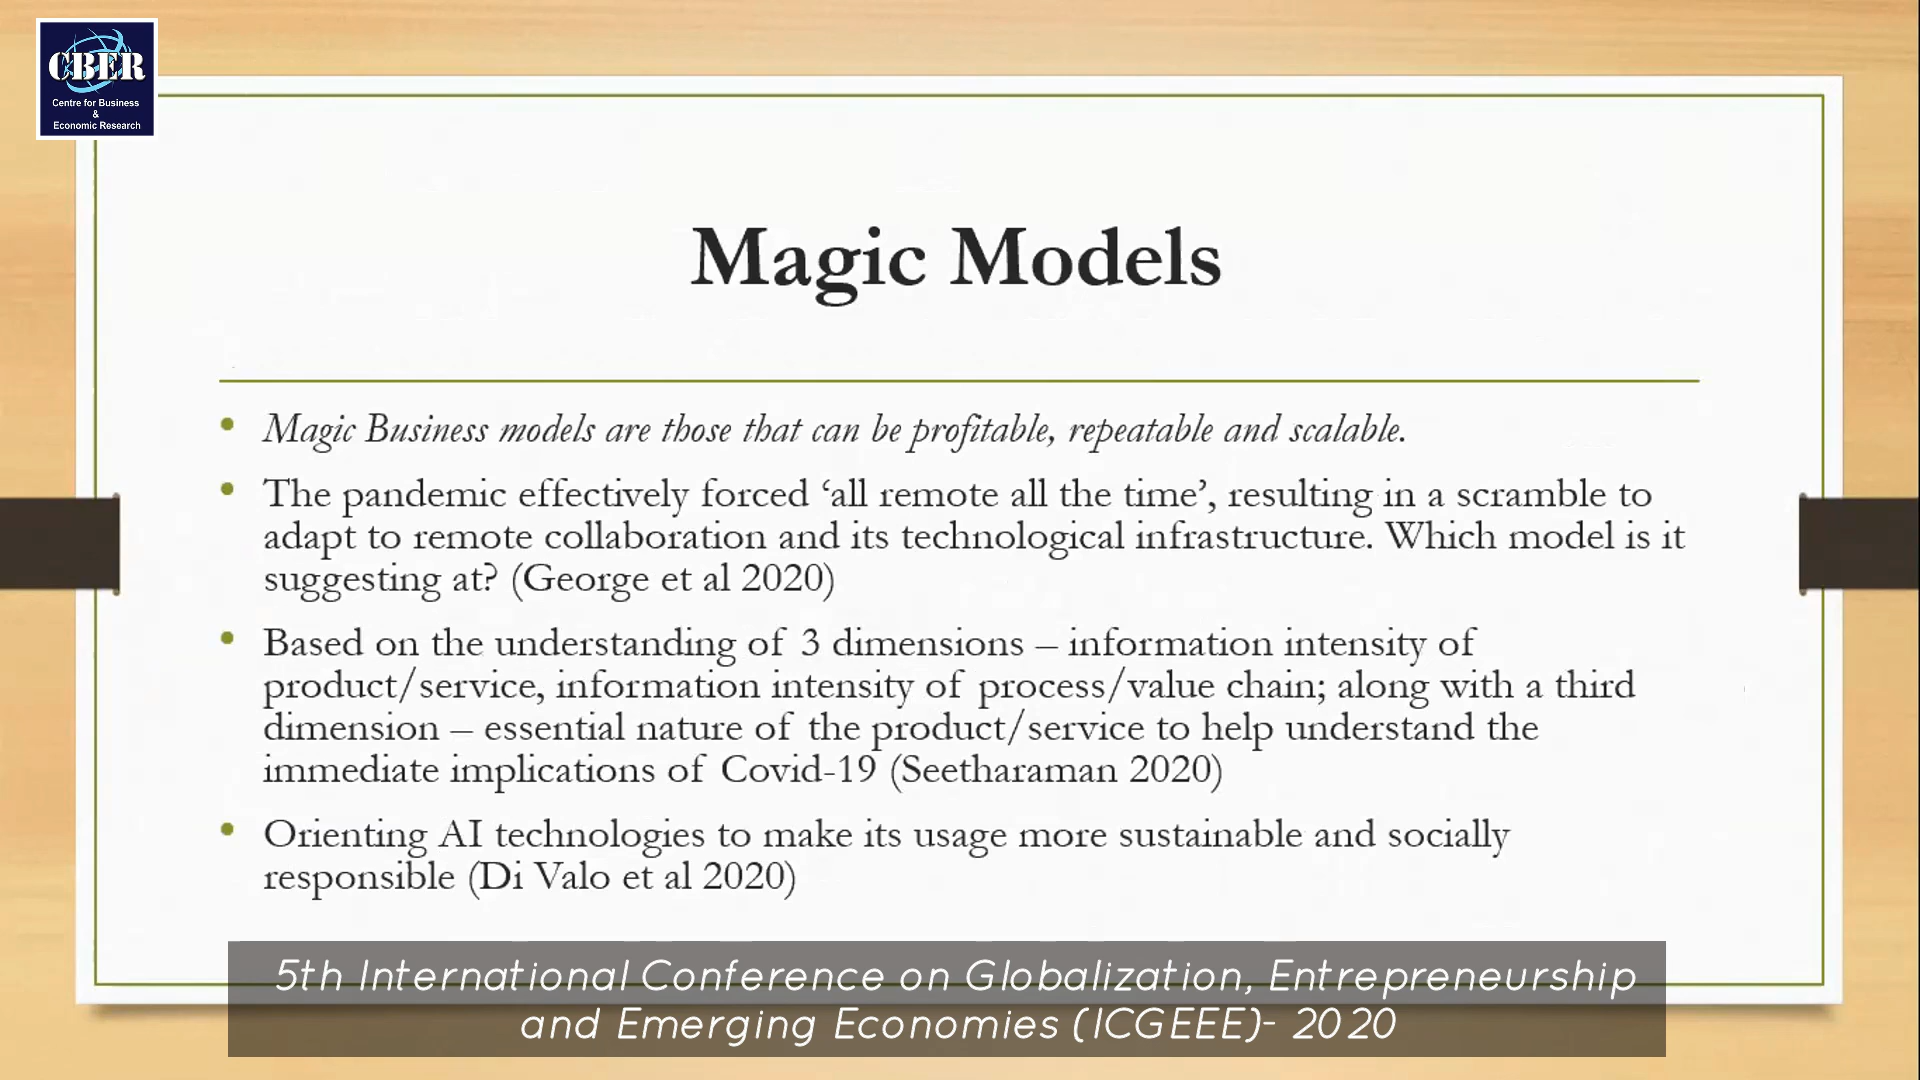 CBER
Centre for Business
&
Economic Research
Magic Models
• Magic Business models are those that can be profitable, repeatable and scalable.
• The pandemic effectively forced ‘all remote all the time’, resulting in a scramble to
adapt to remote collaboration and its technological infrastructure. Which model is it
suggesting at? (George et al 2020)
• Based on the understanding of 3 dimensions – information intensity of
product/service, information intensity of process/value chain; along with a third
dimension – essential nature of the product/service to help understand the
immediate implications of Covid-19 (Seetharaman 2020)
• Orienting AI technologies to make its usage more sustainable and socially
responsible (Di Valo et al 2020)
5th International Conference on Globalization, Entrepreneurship
and Emerging Economies (ICGEEE)- 2020